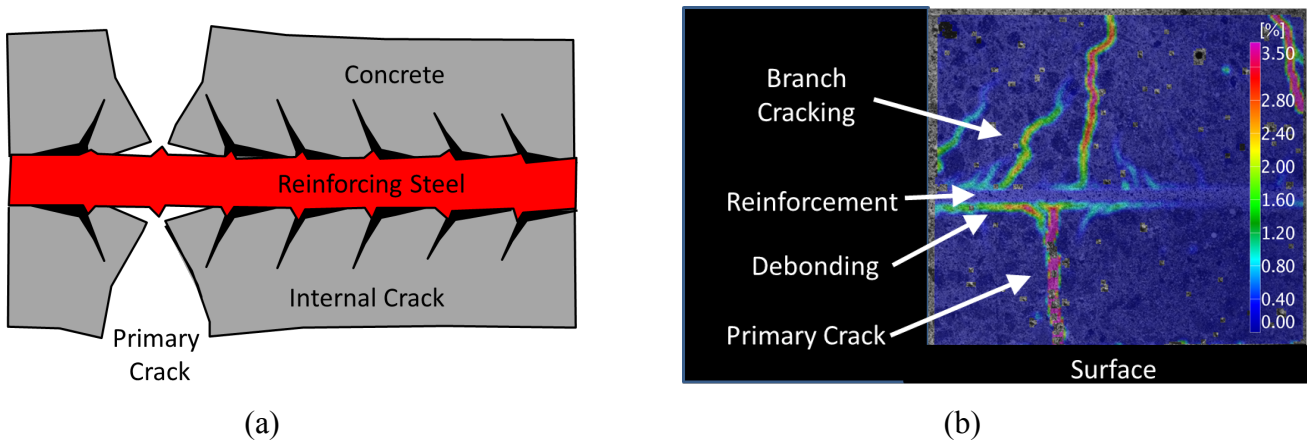 Concrete
Reinforcing Steel
Internal Crack
Primary
Crack
(a)
Branch
Cracking
Reinforcement
Debonding
Primary Crack
[%]
3.50
2.80
2.40
2.00
1.60
1.20
0.80
0.40
0.00
Surface
(b)